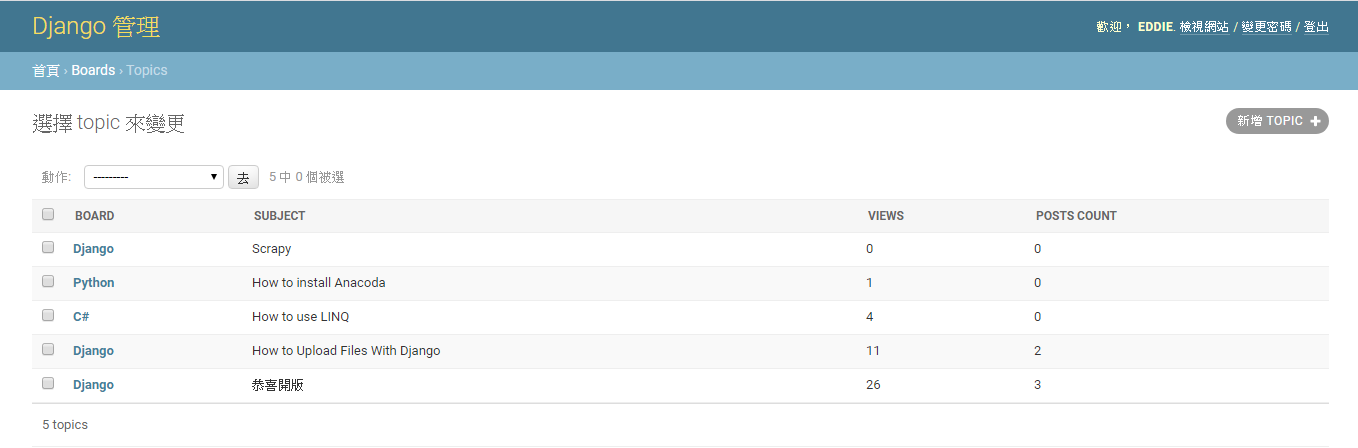 Django 管理
歡迎， EDDIE. 檢視網站 / 變更密碼 / 登出
首頁 › Boards › Topics
選擇 topic 來變更
新增 TOPIC +
動作: --------- 去 5 中 0 個被選
BOARD SUBJECT VIEWS POSTS COUNT
Django Scrapy 0 0
Python How to install Anacoda 1 0
C# How to use LINQ 4 0
Django How to Upload Files With Django 11 2
Django 恭喜開版 26 3
5 topics